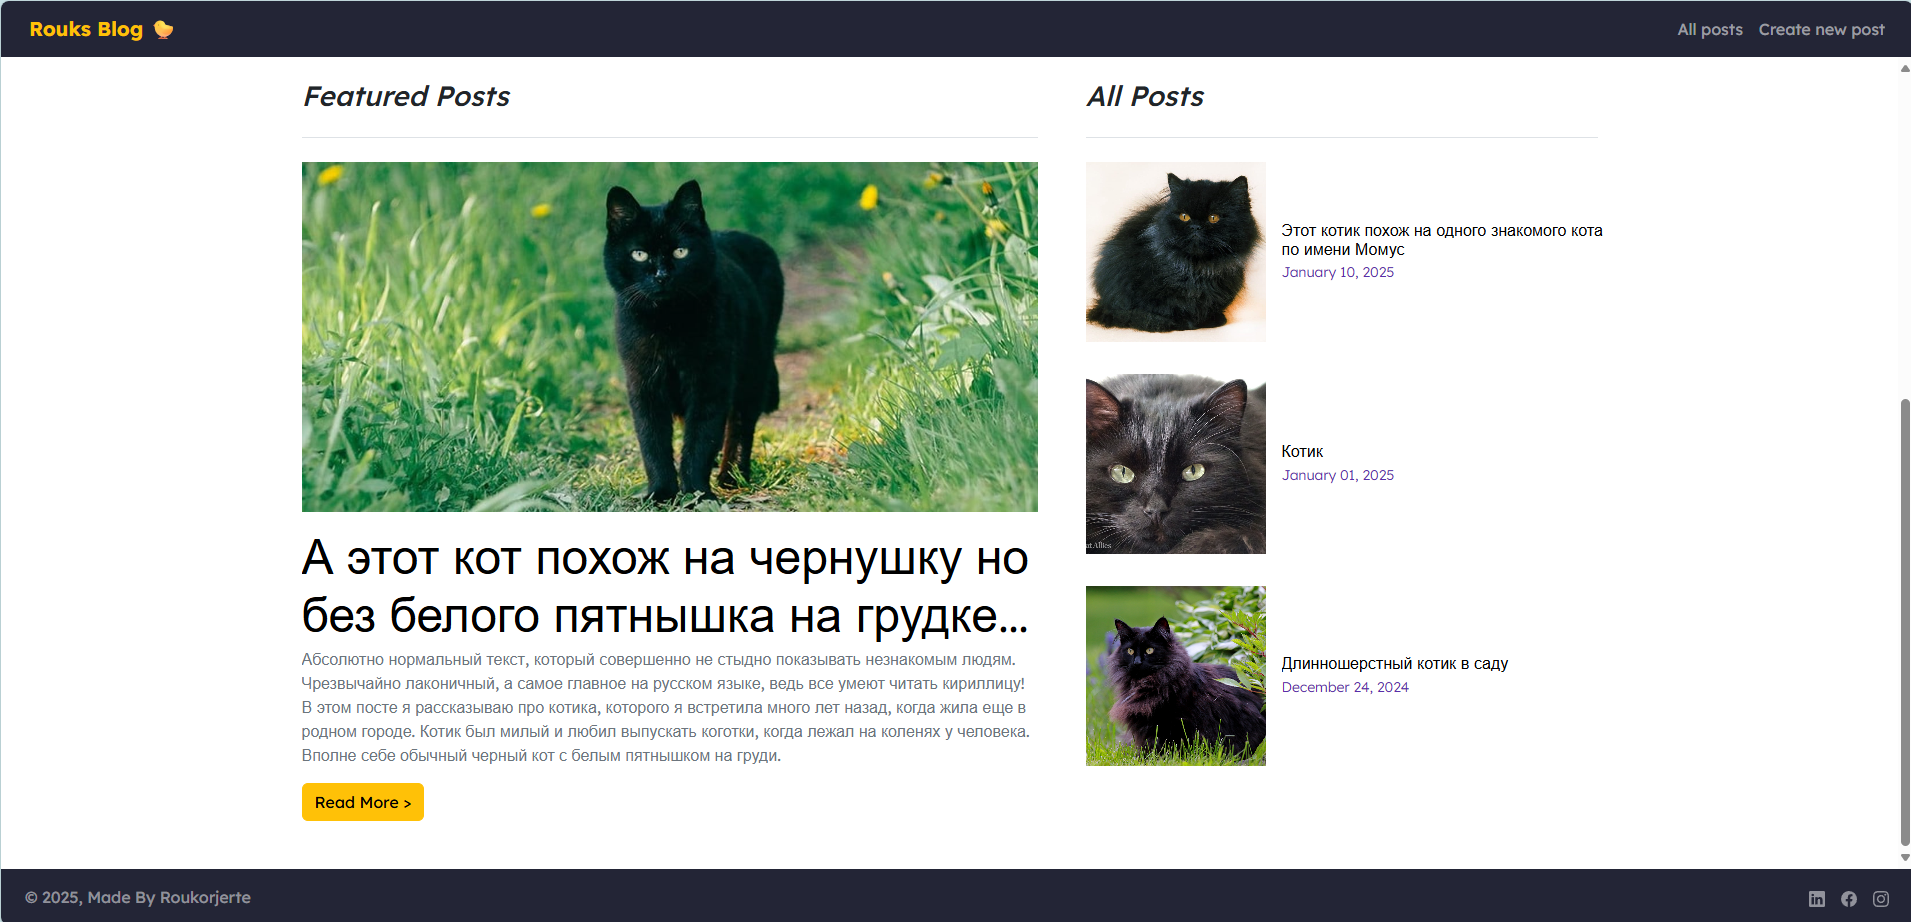 Rouks Blog
All posts
Create new post
Featured Posts
А этот кот похож на чернушку но
без белого пятнышка на грудке...
Абсолютно нормальный текст, который совершенно не стыдно показывать незнакомым людям.
Чрезвычайно лаконичный, а самое главное на русском языке, ведь все умеют читать кириллицу!
В этом посте я рассказываю про котика, которого я встретила много лет назад, когда жила еще в
родном городе. Котик был милый и любил выпускать коготки, когда лежал на коленях у человека.
Вполне себе обычный черный кот с белым пятнышком на груди.
Read More >
All Posts
Этот котик похож на одного знакомого кота
по имени Момус
January 10, 2025
Котик
January 01, 2025
Allies
Длинношерстный котик в саду
December 24, 2024
© 2025, Made By Roukorjerte
in